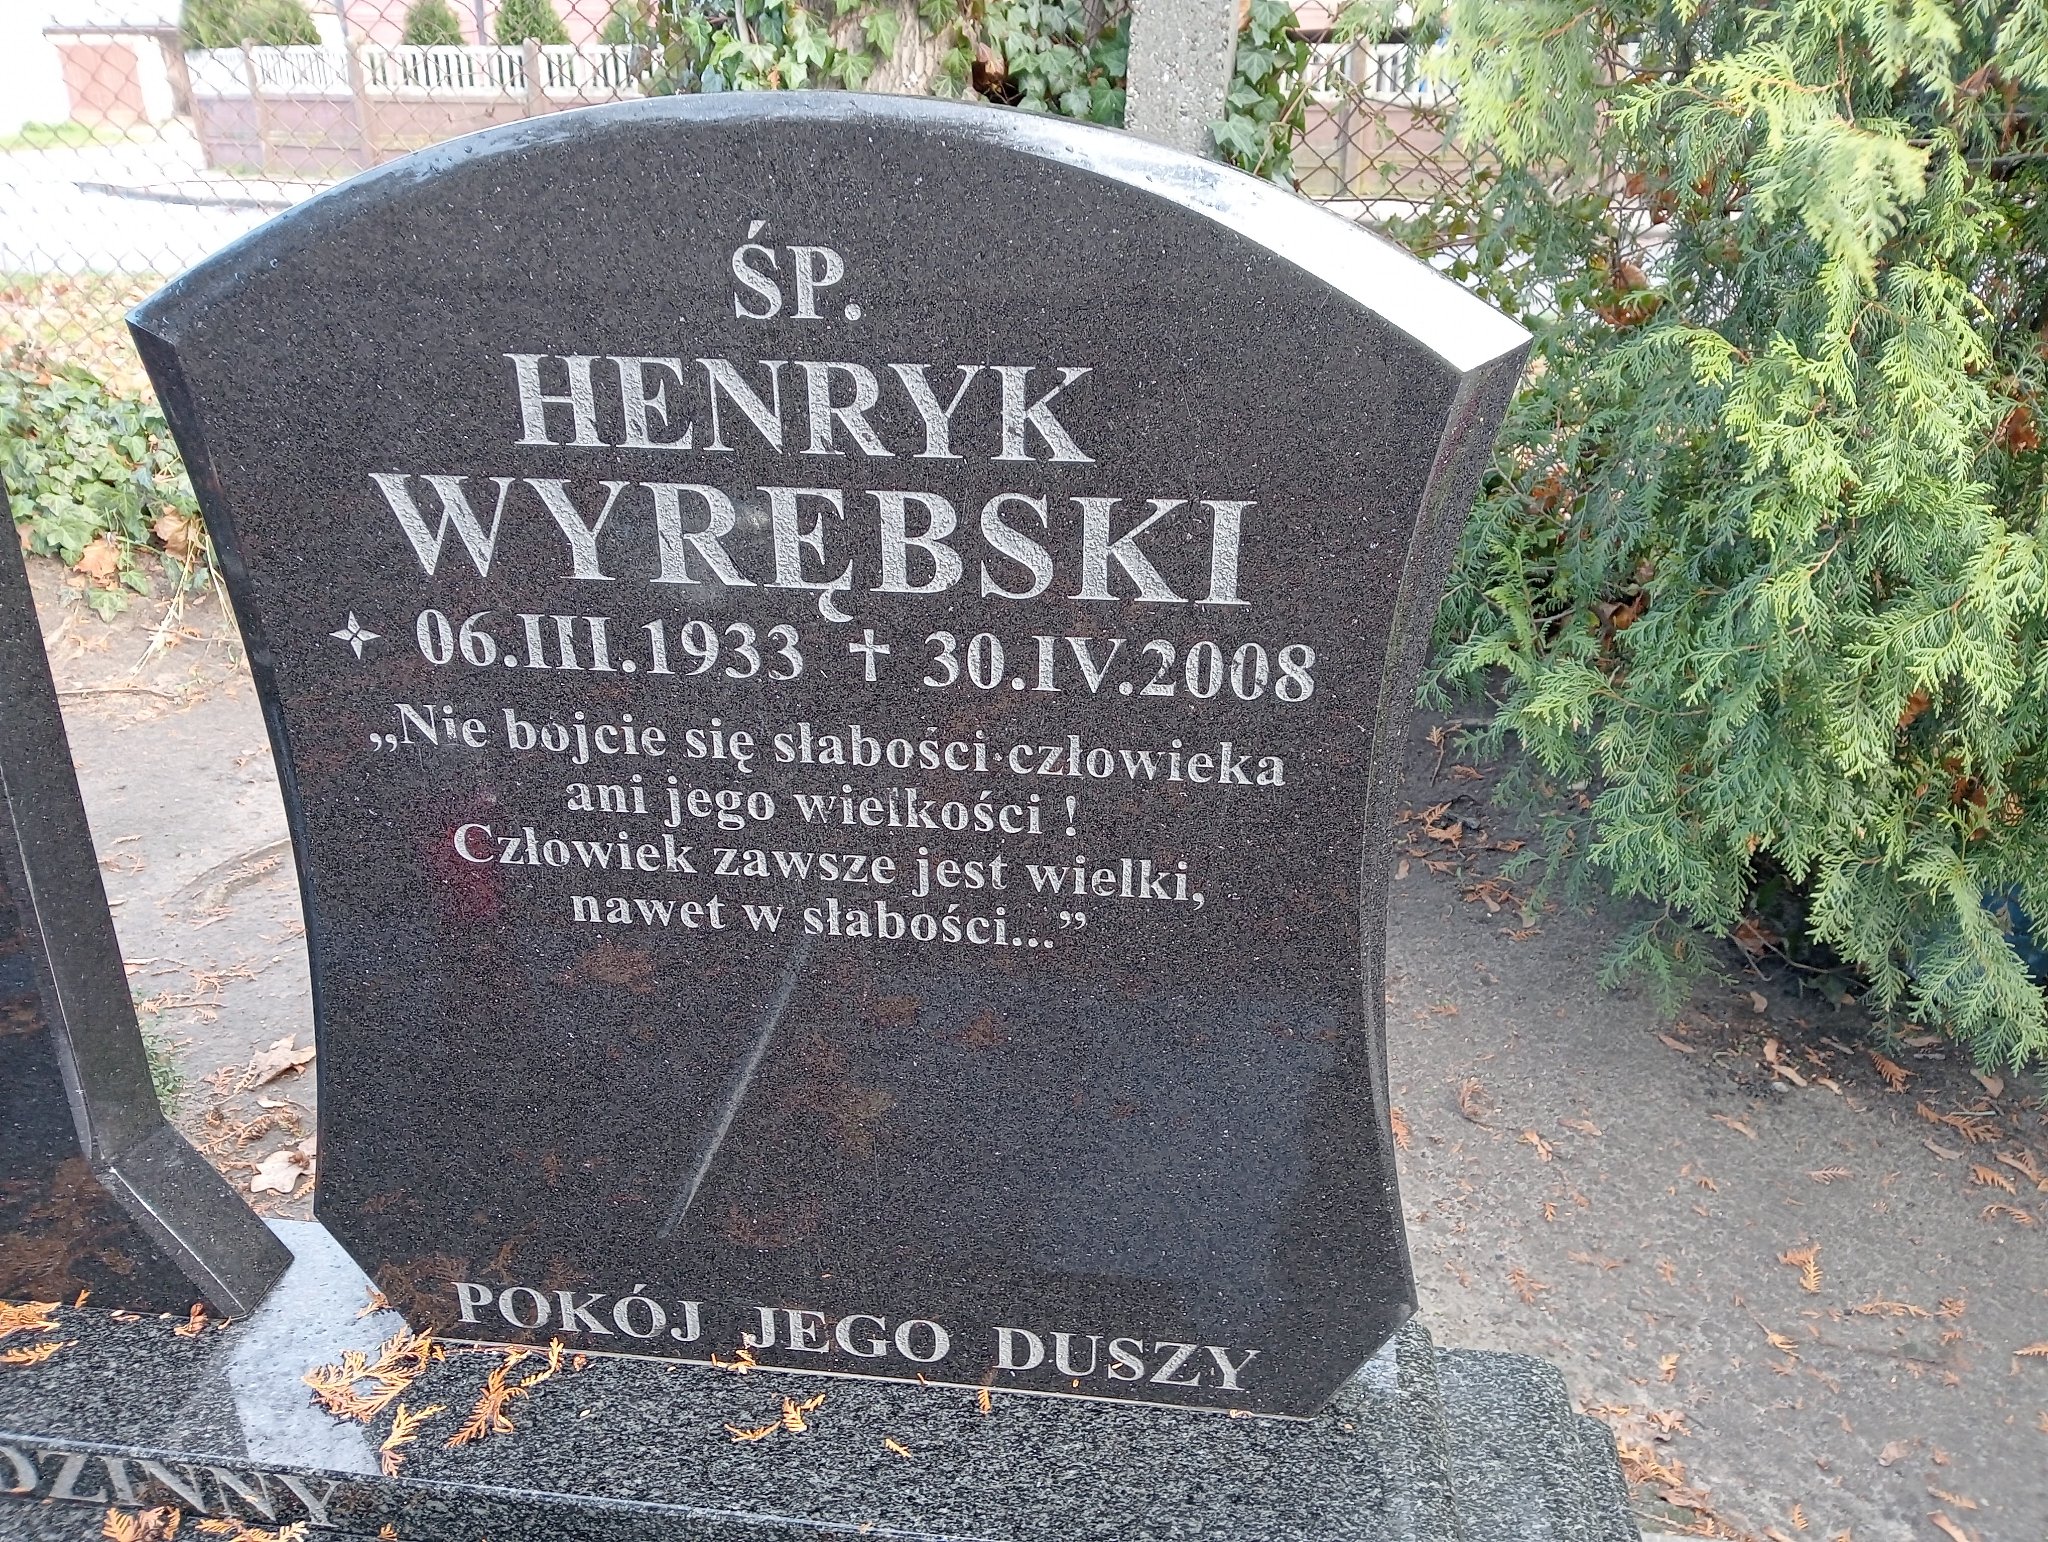 ŚP.
HENRYK
WYRĘBSKI
06.III.1933 † 30.IV.2008
„Nie bójcie się słabości człowieka
ani jego wielkości !
Człowiek zawsze jest wielki,
nawet w słabości...”
POKÓJ JEGO DUSZY
DZINNY